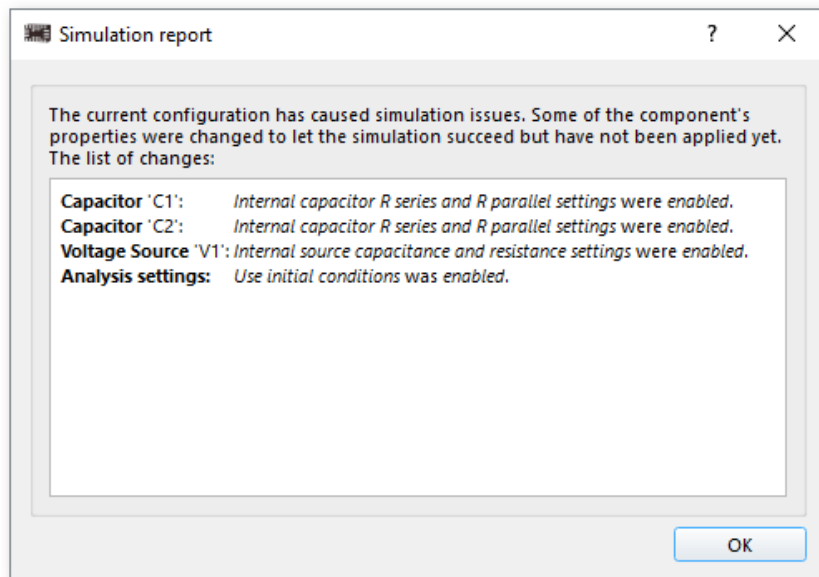 Simulation report
?
The current configuration has caused simulation issues. Some of the component's
properties were changed to let the simulation succeed but have not been applied yet.
The list of changes:
Capacitor 'C1': Internal capacitor R series and R parallel settings were enabled.
Capacitor 'C2': Internal capacitor R series and R parallel settings were enabled.
Voltage Source 'V1': Internal source capacitance and resistance settings were enabled.
Analysis settings: Use initial conditions was enabled.
OK